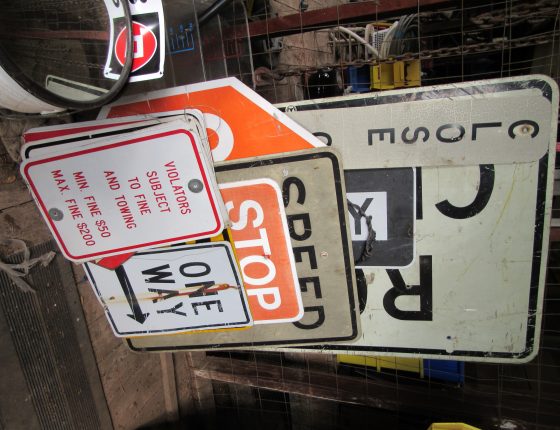 VIOLATORS
SUBJECT
TO FINE
AND TOWING
MIN. FINE $50
MAX. FINE $200
ONE
WAY
STOP
SPEED
CLOSE